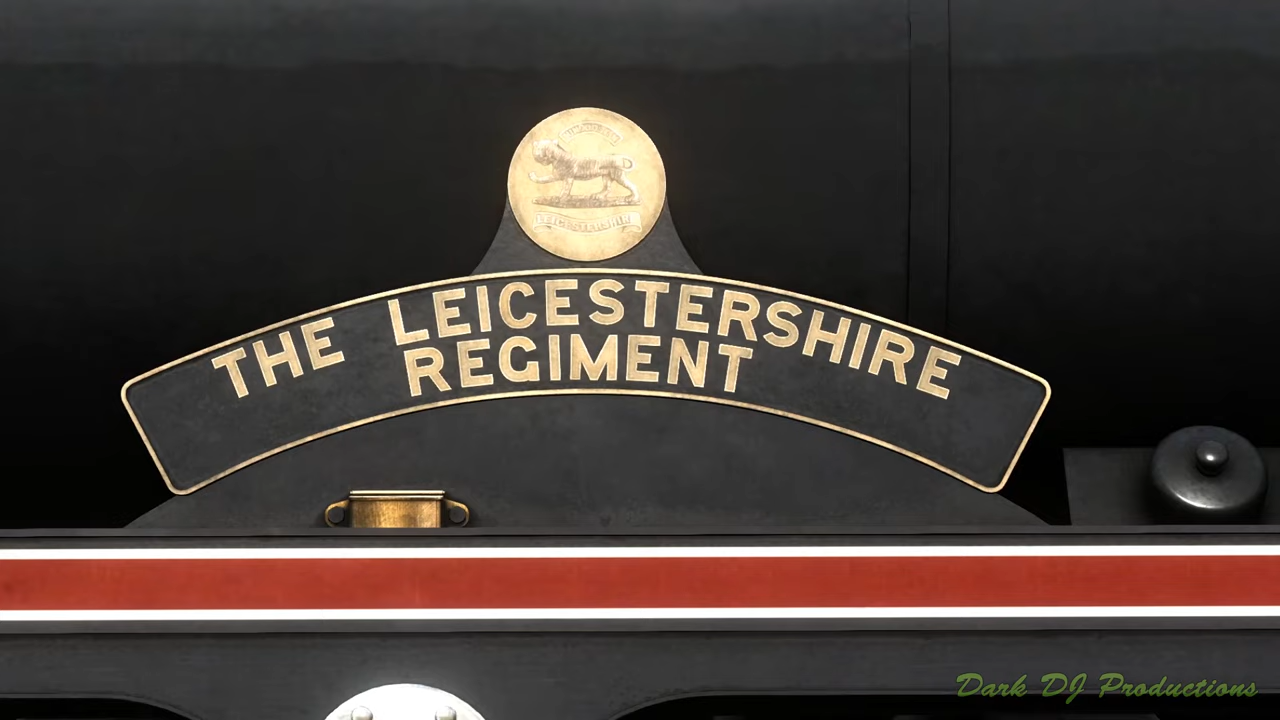 LEICESTERSHIRE
THE LEICESTERSHIRE
REGIMENT
Dark DJ Productions